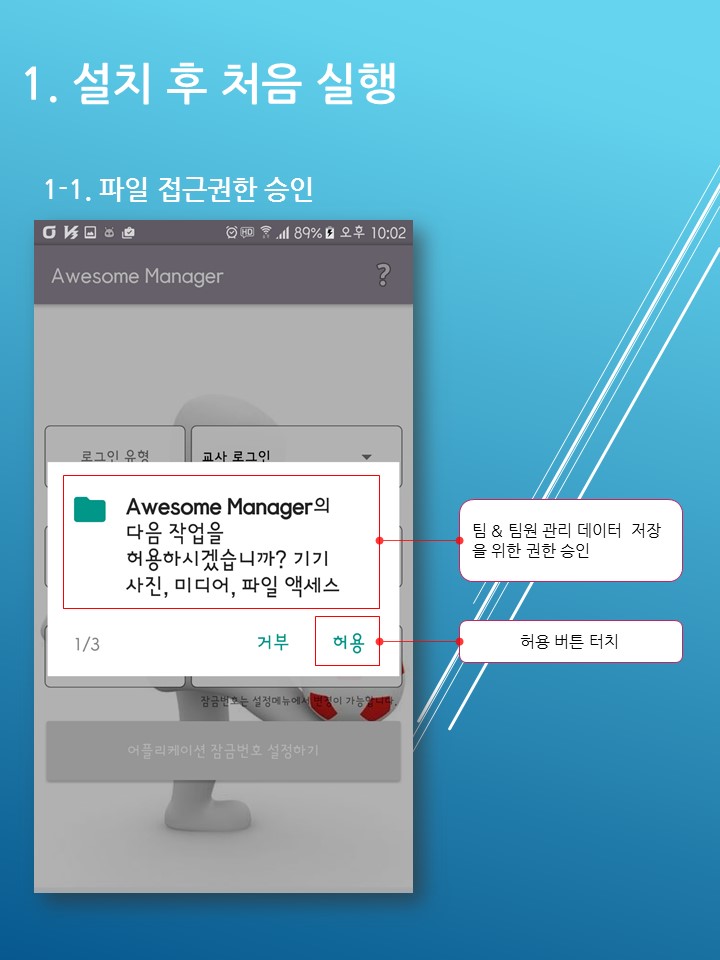 1. 설치 후 처음 실행
1-1. 파일 접근권한 승인
HD 89% 오후 10:02
Awesome Manager ?
로그인 유형 교사 로그인
Awesome Manager의
다음 작업을
허용하시겠습니까? 기기
사진, 미디어, 파일 액세스
1/3 거부 허용
팀 & 팀원 관리 데이터 저장
을 위한 권한 승인
허용 버튼 터치
잠금번호는 설정메뉴에서 변경이 가능합니다.
어플리케이션 잠금번호 설정하기